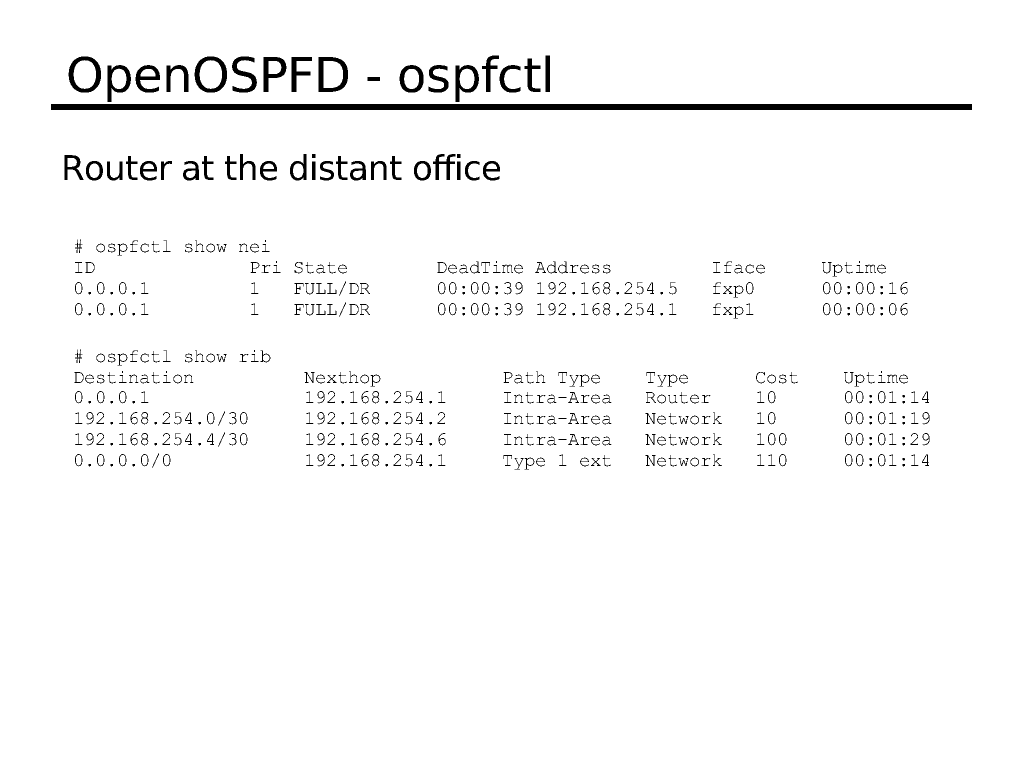 OpenOSPFD - ospfctl
Router at the distant office
# ospfctl show nei
ID              Pri State        DeadTime Address         Iface     Uptime
0.0.0.1         1   FULL/DR      00:00:39 192.168.254.5   fxp0      00:00:16
0.0.0.1         1   FULL/DR      00:00:39 192.168.254.1   fxp1      00:00:06
# ospfctl show rib
Destination          Nexthop           Path Type    Type      Cost    Uptime
0.0.0.1              192.168.254.1     Intra-Area   Router    10      00:01:14
192.168.254.0/30     192.168.254.2     Intra-Area   Network   10      00:01:19
192.168.254.4/30     192.168.254.6     Intra-Area   Network   100     00:01:29
0.0.0.0/0            192.168.254.1     Type 1 ext   Network   110     00:01:14